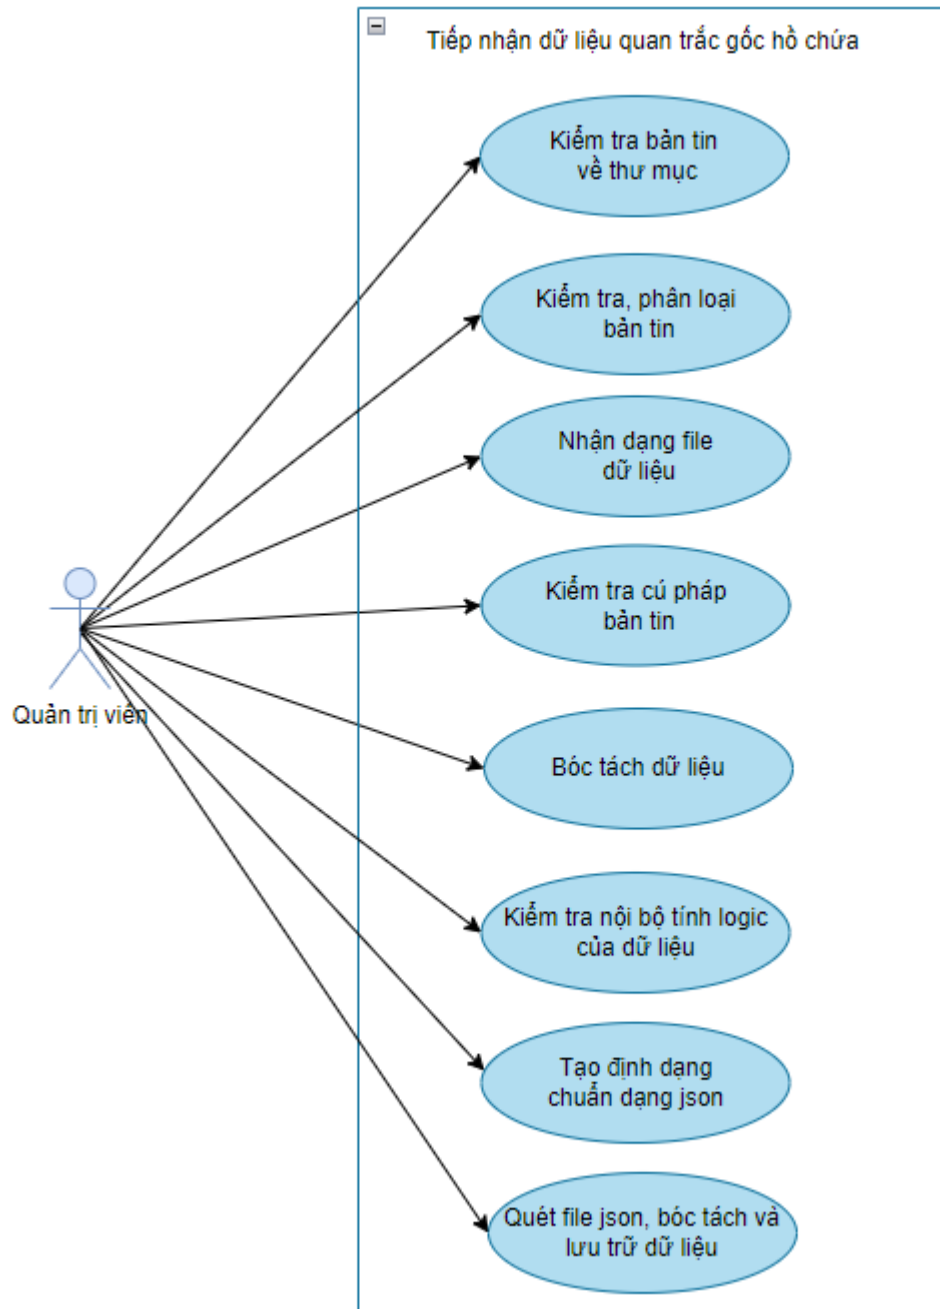 Tiếp nhận dữ liệu quan trắc gốc hồ chứa
Kiểm tra bản tin
về thư mục
Kiểm tra, phân loại
bản tin
Nhận dạng file
dữ liệu
Kiểm tra cú pháp
bản tin
Quản trị viên
Bóc tách dữ liệu
Kiểm tra nội bộ tính logic
của dữ liệu
Tạo định dạng
chuẩn dạng json
Quét file json, bóc tách và
lưu trữ dữ liệu